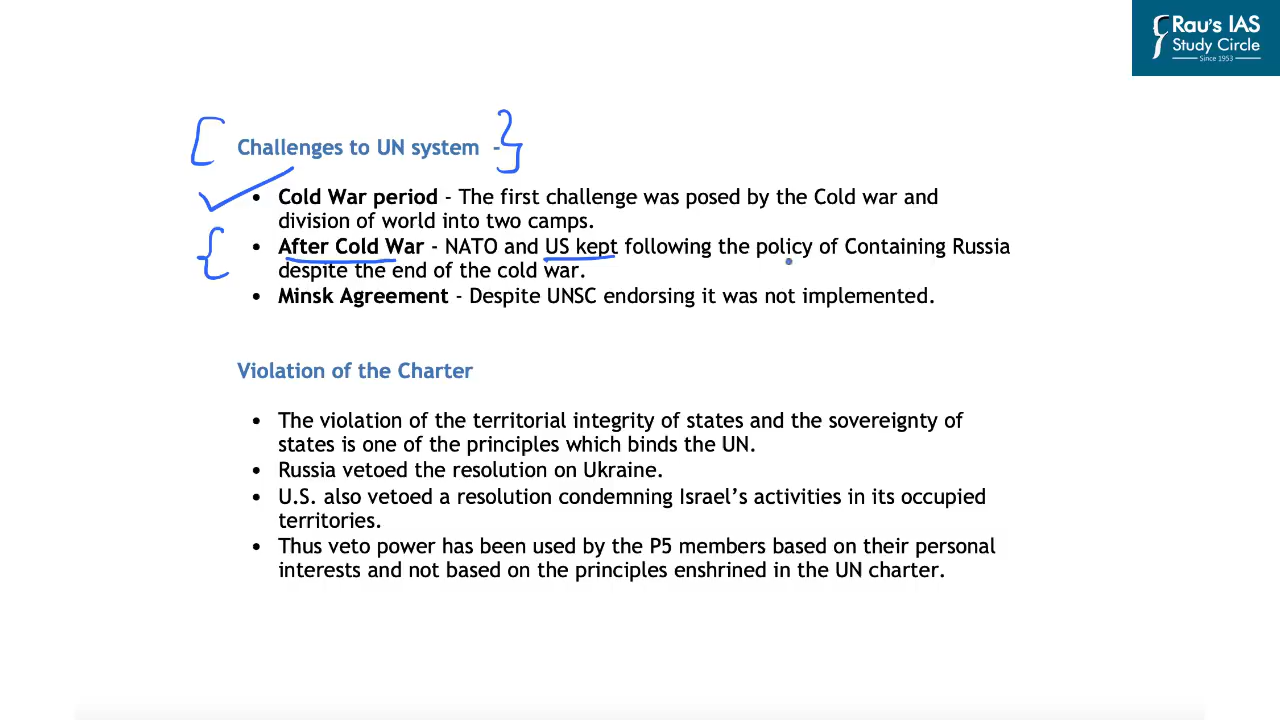 Rau's IAS
Study Circle
Since 1953
Challenges to UN system -
• Cold War period - The first challenge was posed by the Cold war and
division of world into two camps.
• After Cold War - NATO and US kept following the policy of Containing Russia
despite the end of the cold war.
• Minsk Agreement - Despite UNSC endorsing it was not implemented.
Violation of the Charter
• The violation of the territorial integrity of states and the sovereignty of
states is one of the principles which binds the UN.
• Russia vetoed the resolution on Ukraine.
• U.S. also vetoed a resolution condemning Israel's activities in its occupied
territories.
• Thus veto power has been used by the P5 members based on their personal
interests and not based on the principles enshrined in the UN charter.